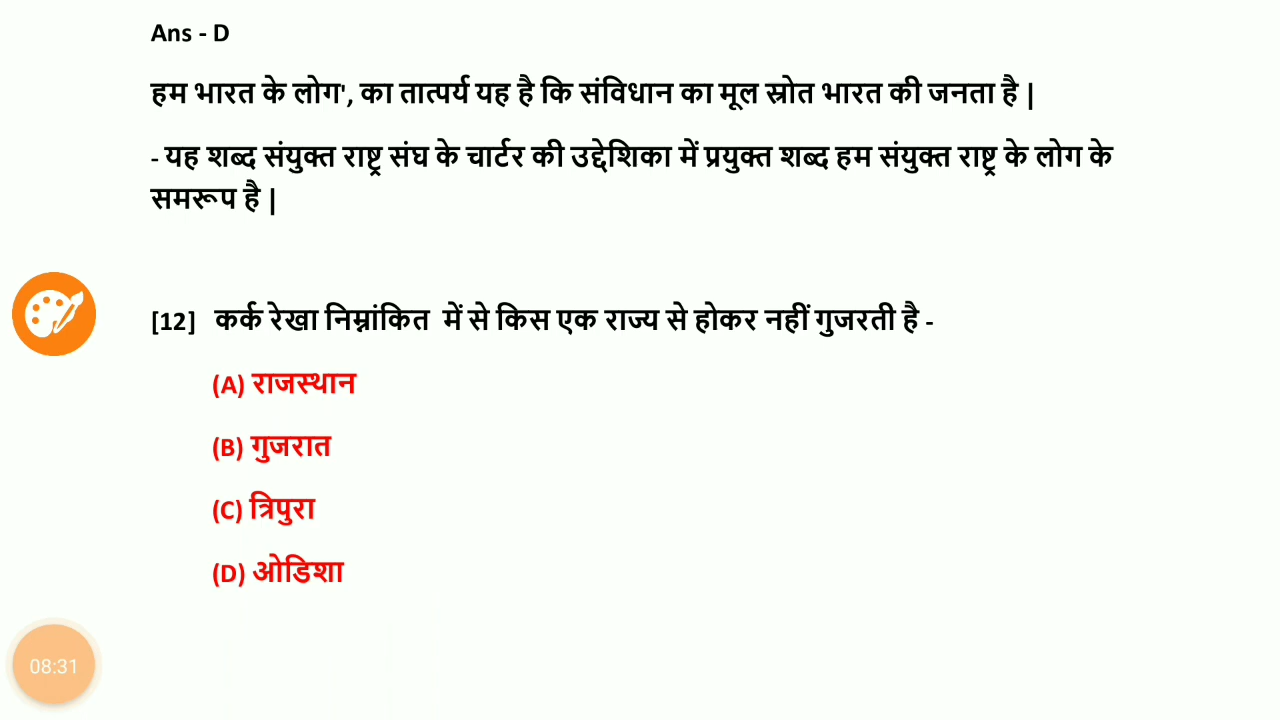 Ans - D
हम भारत के लोग', का तात्पर्य यह है कि संविधान का मूल स्रोत भारत की जनता है |
- यह शब्द संयुक्त राष्ट्र संघ के चार्टर की उद्देशिका में प्रयुक्त शब्द हम संयुक्त राष्ट्र के लोग के
समरूप है |
[12] कर्क रेखा निम्नांकित में से किस एक राज्य से होकर नहीं गुजरती है -
(A) राजस्थान
(B) गुजरात
(C) त्रिपुरा
(D) ओडिशा
08:31